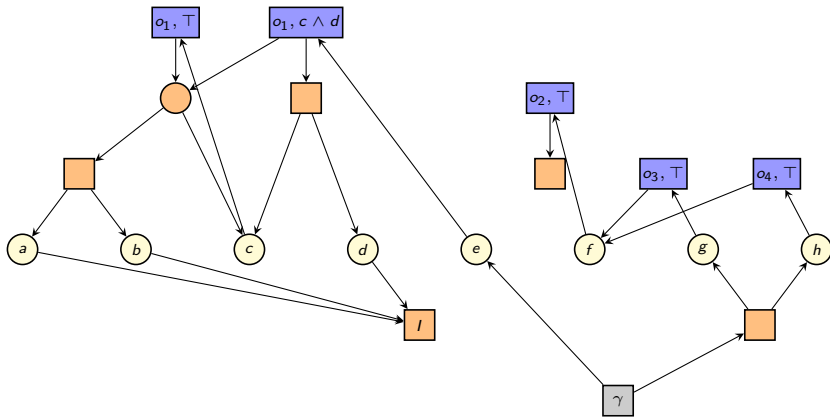 o₁, ⊤
o₁, c ∧ d
o₂, ⊤
o₃, ⊤
o₄, ⊤
a
b
c
d
e
f
g
h
I
γ